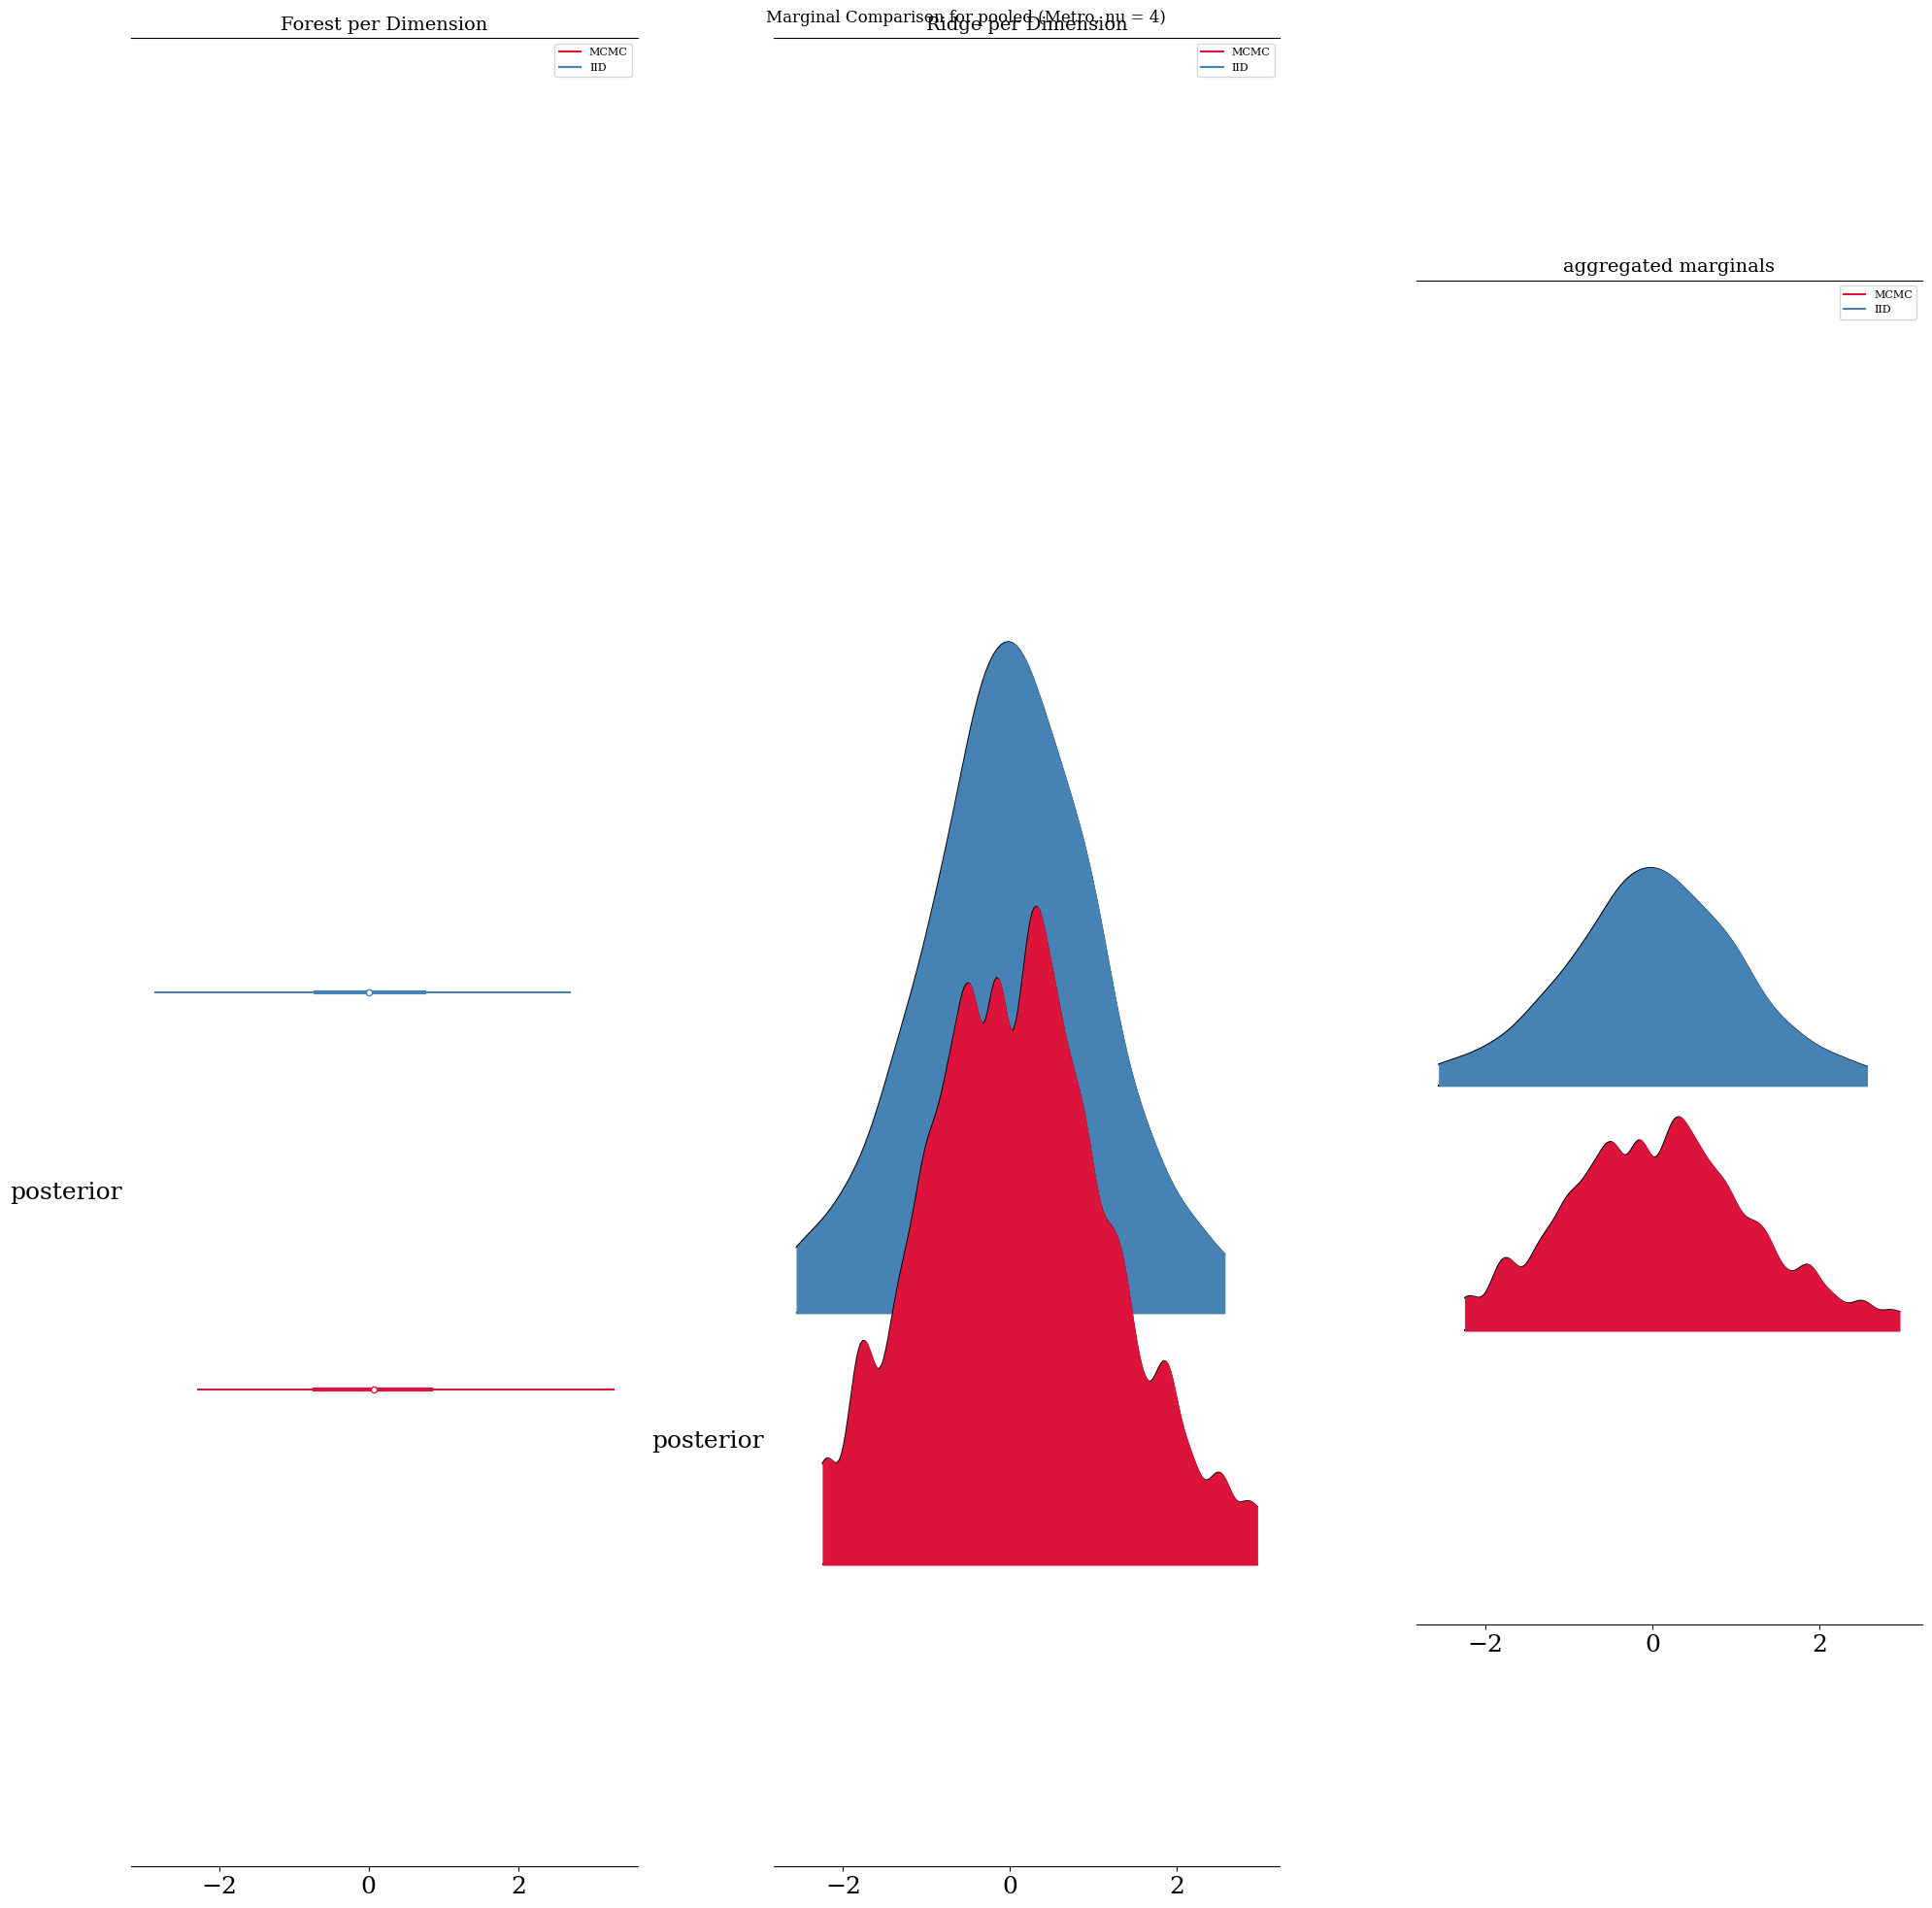 Marginal Comparison for pooled (Metro, nu = 4)
Forest per Dimension
MCMC
IID
posterior
−2 0 2
Ridge per Dimension
MCMC
IID
posterior
−2 0 2
aggregated marginals
MCMC
IID
−2 0 2